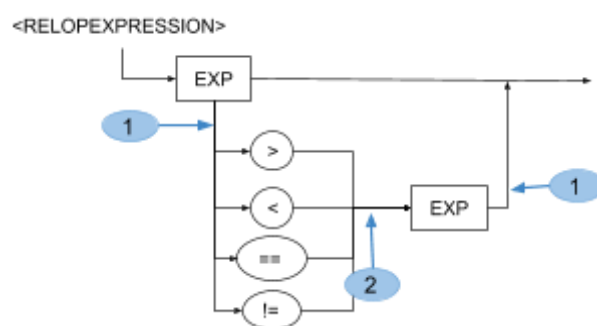 <RELOPEXPRESSION>
EXP
1
>
1
<
EXP
==
2
!=